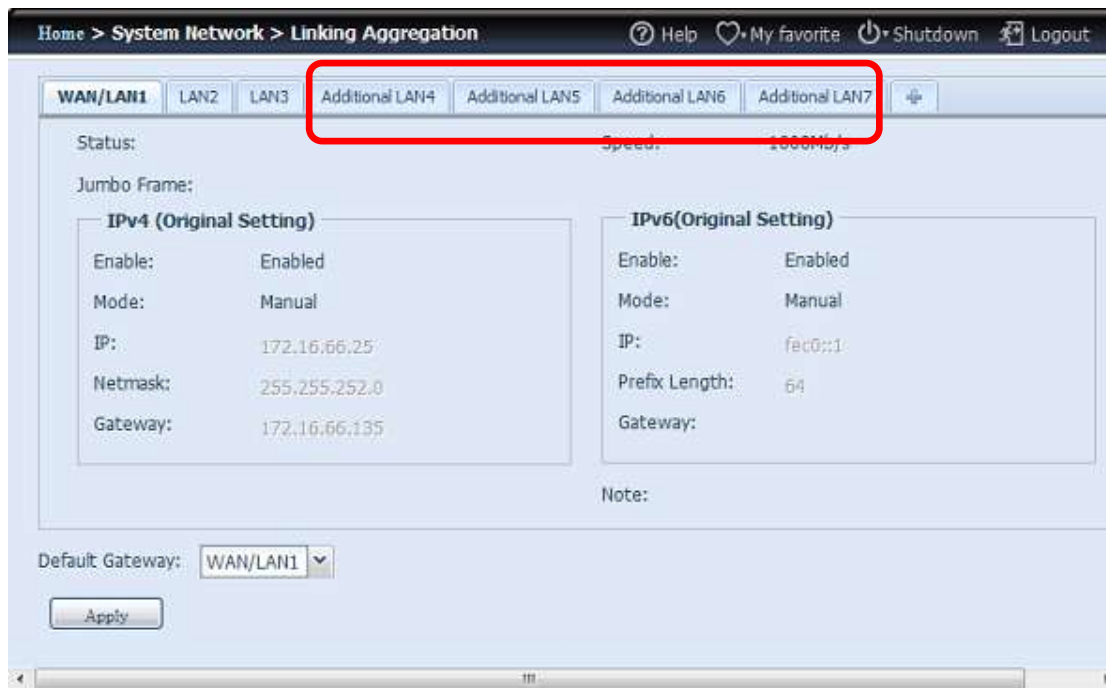 Home > System Network > Linking Aggregation Help My favorite Shutdown Logout
WAN/LAN1 LAN2 LAN3 Additional LAN4 Additional LAN5 Additional LAN6 Additional LAN7
Status: Speed: 1000Mb/s
Jumbo Frame:
IPv4 (Original Setting) IPv6(Original Setting)
Enable: Enabled Enable: Enabled
Mode: Manual Mode: Manual
IP: 172.16.66.25 IP: fec0::1
Netmask: 255.255.252.0 Prefix Length: 64
Gateway: 172.16.66.135 Gateway:
Note:
Default Gateway: WAN/LAN1
Apply